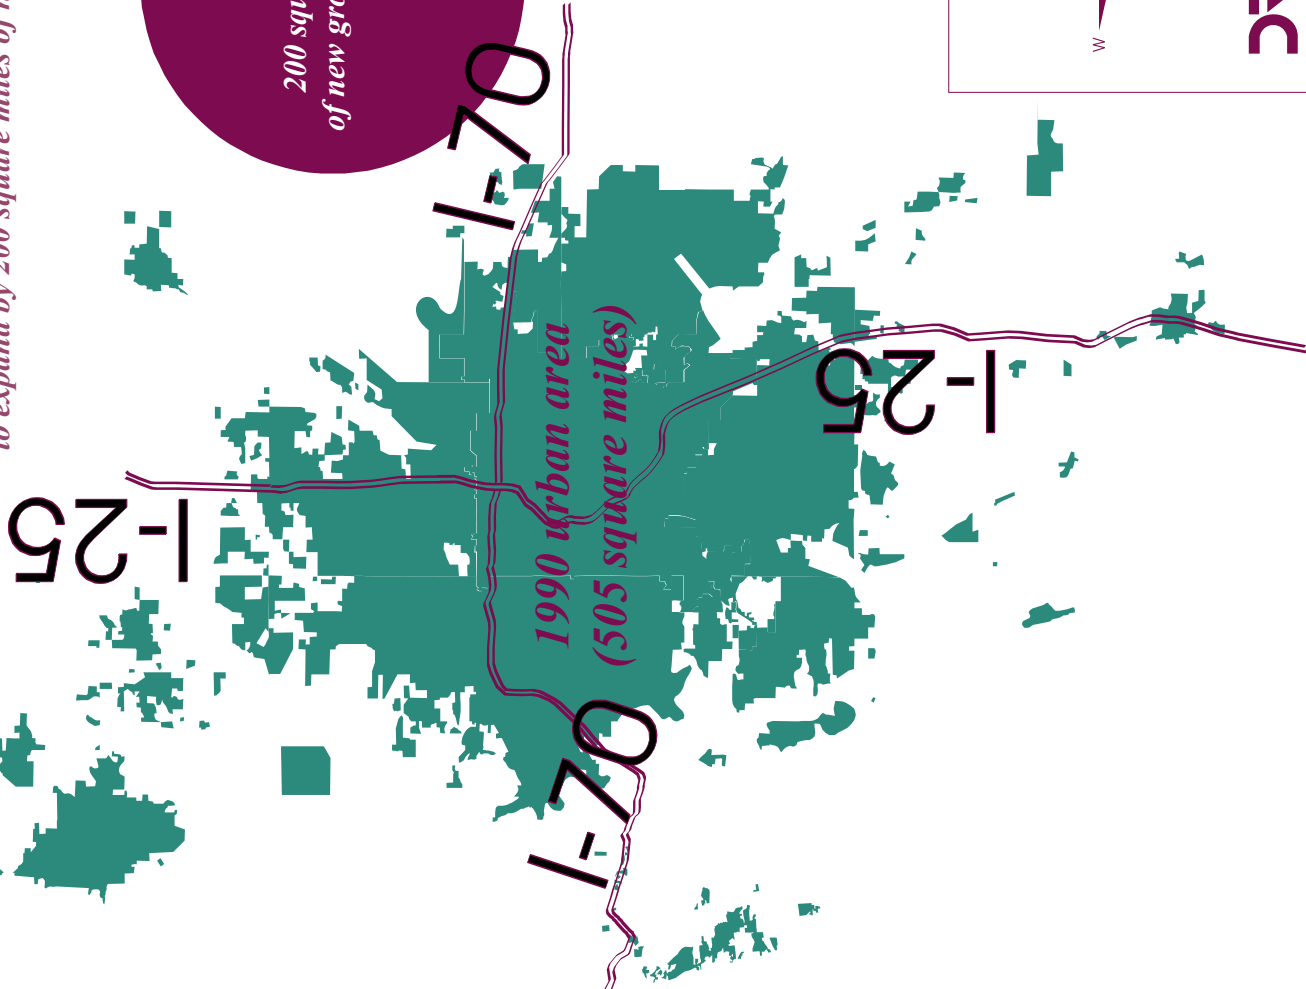 to expand by 200 square miles of
200 squ
of new gro
I-70
1990 urban area
(505 square miles)
I-25
I-25
I-70
W